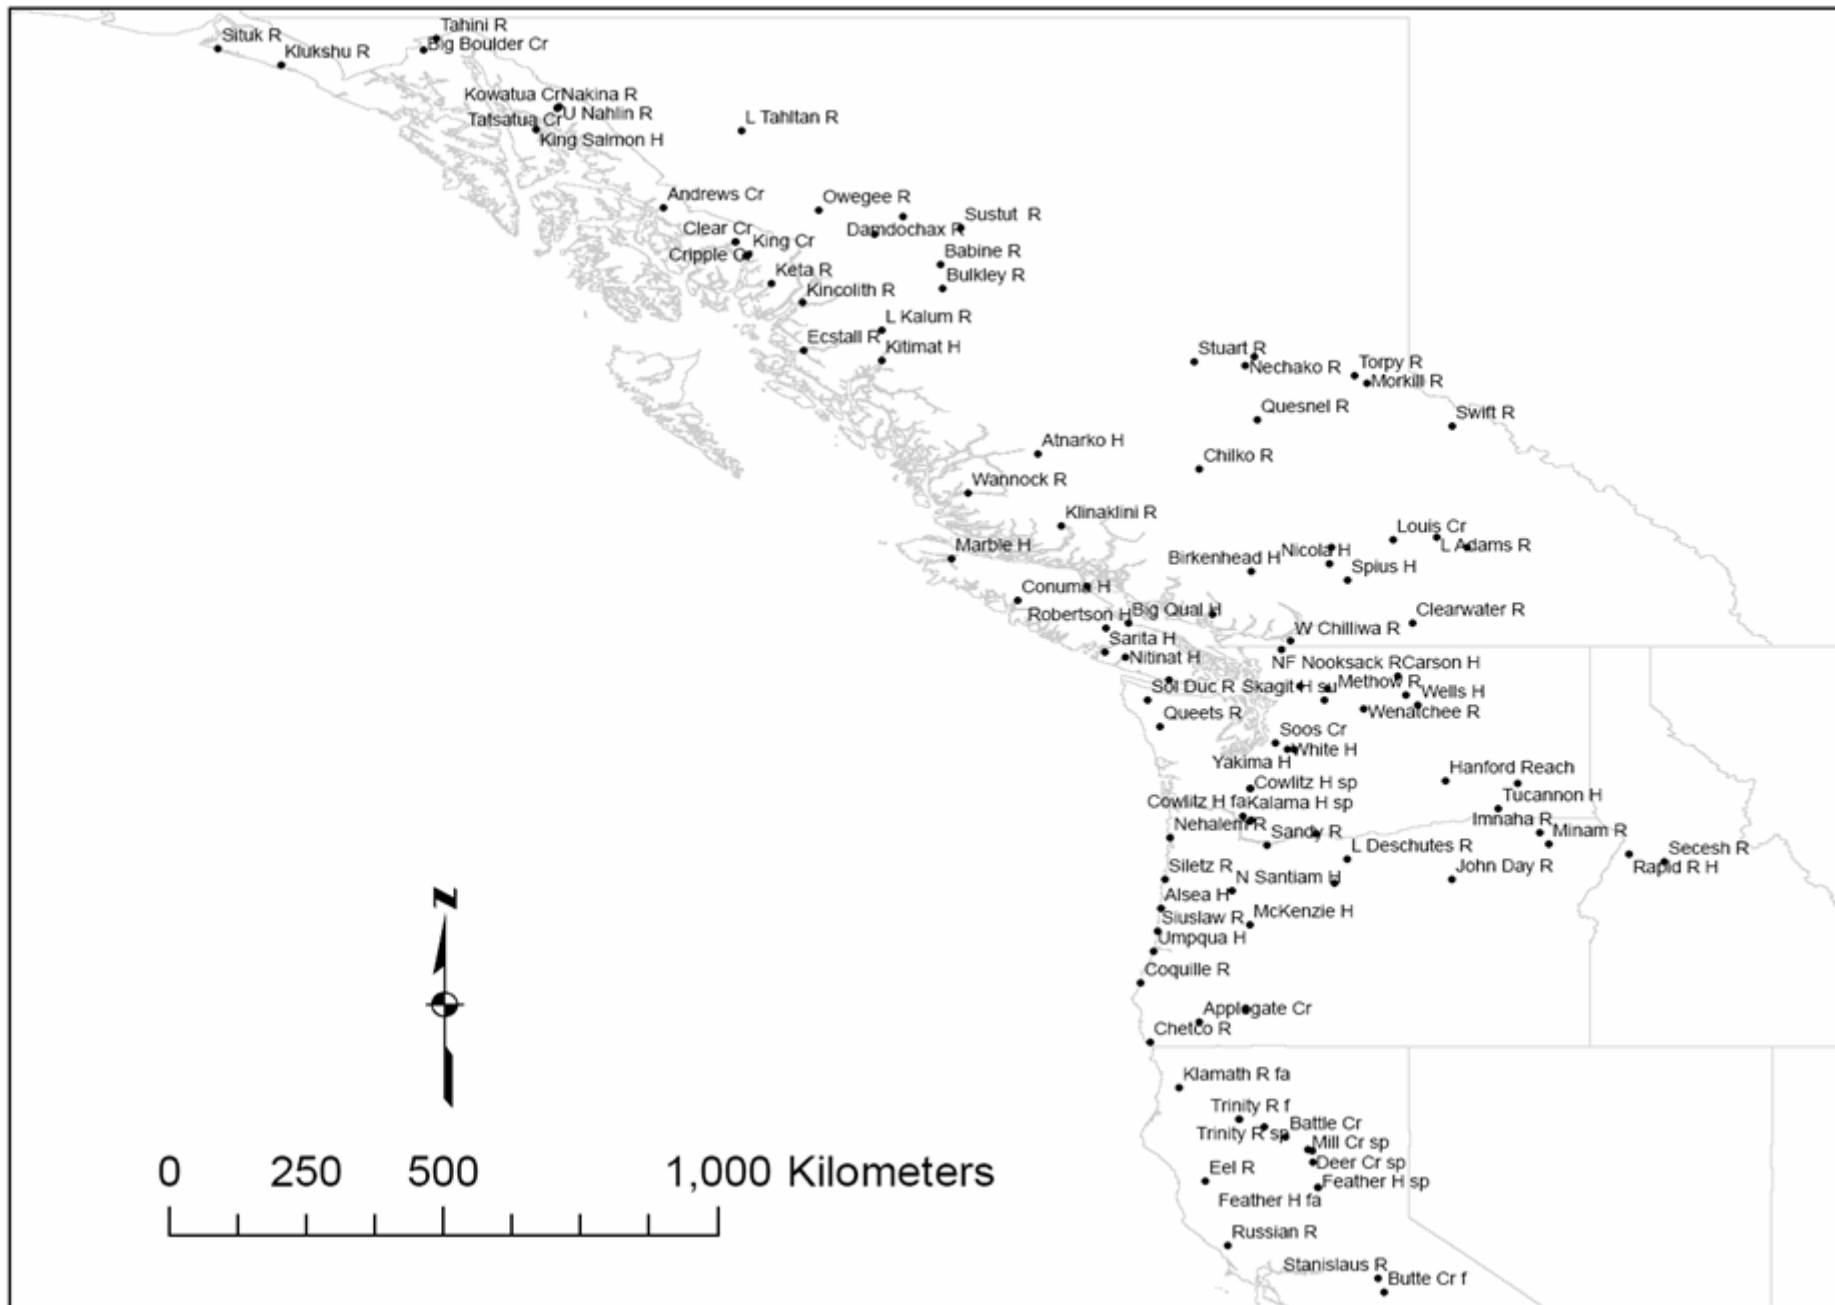 Tahini R
Situk R
Big Boulder Cr
Klukshu R
Kowatua Cr
Nakina R
U Nahlin R
Tatsatua Cr
L Tahltan R
King Salmon H
Andrews Cr
Owegee R
Sustut R
Clear Cr
Damdochax R
King Cr
Cripple Cr
Babine R
Keta R
Bulkley R
Kincolith R
L Kalum R
Ecstall R
Kitimat H
Stuart R
Nechako R
Torpy R
Morkill R
Quesnel R
Swift R
Atnarko H
Chilko R
Wannock R
Klinaklini R
Louis Cr
Marble H
Nicola H
L Adams R
Birkenhead H
Spius H
Conuma H
Big Qual H
Clearwater R
Robertson H
W Chilliwa R
Sarita H
Nitinat H
NF Nooksack R
Carson H
Sol Duc R
Skagit H su
Methow R
Wells H
Queets R
Wenatchee R
Soos Cr
White H
Yakima H
Hanford Reach
Cowlitz H sp
Tucannon H
Cowlitz H fa
Kalama H sp
Imnaha R
Nehalem R
Sandy R
Minam R
L Deschutes R
Secesh R
Siletz R
John Day R
Rapid R H
N Santiam H
Alsea H
Siuslaw R
McKenzie H
Umpqua H
Coquille R
Applegate Cr
Chetco R
Klamath R fa
Trinity R f
Battle Cr
Trinity R sp
Mill Cr sp
Deer Cr sp
Eel R
Feather H sp
Feather H fa
Russian R
Stanislaus R
Butte Cr f
N
0 250 500 1,000 Kilometers